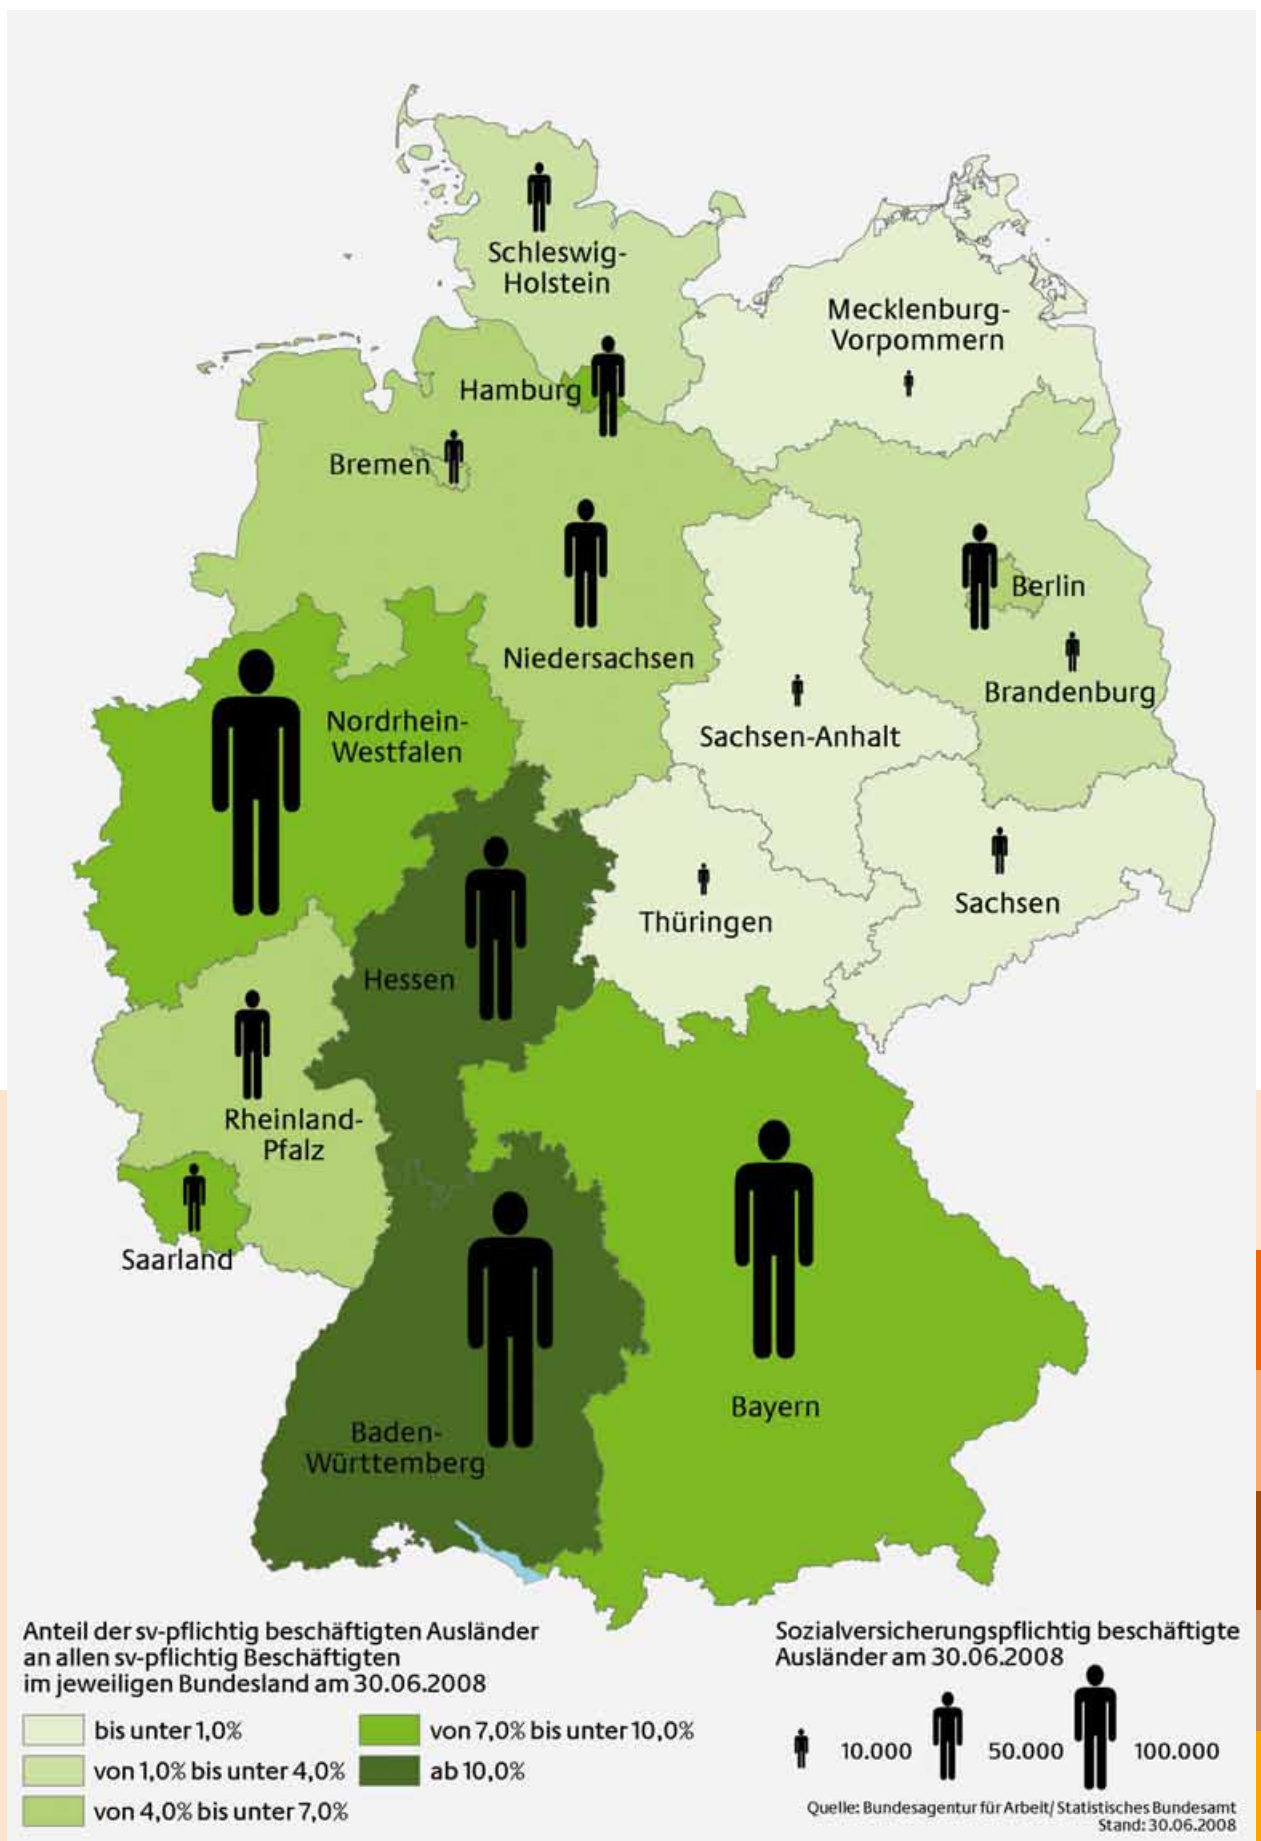 Schleswig-
Holstein
Mecklenburg-
Vorpommern
Hamburg
Bremen
Berlin
Niedersachsen
Brandenburg
Nordrhein-
Westfalen
Sachsen-Anhalt
Sachsen
Thüringen
Hessen
Rheinland-
Pfalz
Saarland
Bayern
Baden-
Württemberg
Anteil der sv-pflichtig beschäftigten Ausländer
an allen sv-pflichtig Beschäftigten
im jeweiligen Bundesland am 30.06.2008
bis unter 1,0%
von 1,0% bis unter 4,0%
von 4,0% bis unter 7,0%
von 7,0% bis unter 10,0%
ab 10,0%
Sozialversicherungspflichtig beschäftigte
Ausländer am 30.06.2008
10.000
50.000
100.000
Quelle: Bundesagentur für Arbeit/ Statistisches Bundesamt
Stand: 30.06.2008